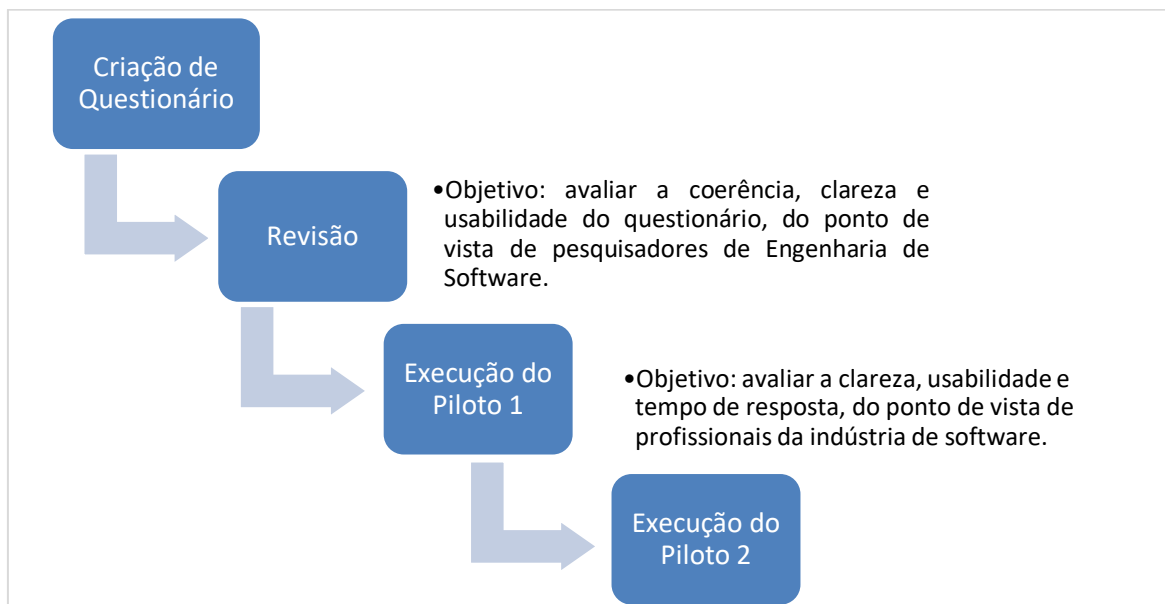 Criação de
Questionário
Revisão
•Objetivo: avaliar a coerência, clareza e
usabilidade do questionário, do ponto de
vista de pesquisadores de Engenharia de
Software.
Execução do
Piloto 1
•Objetivo: avaliar a clareza, usabilidade e
tempo de resposta, do ponto de vista de
profissionais da indústria de software.
Execução do
Piloto 2